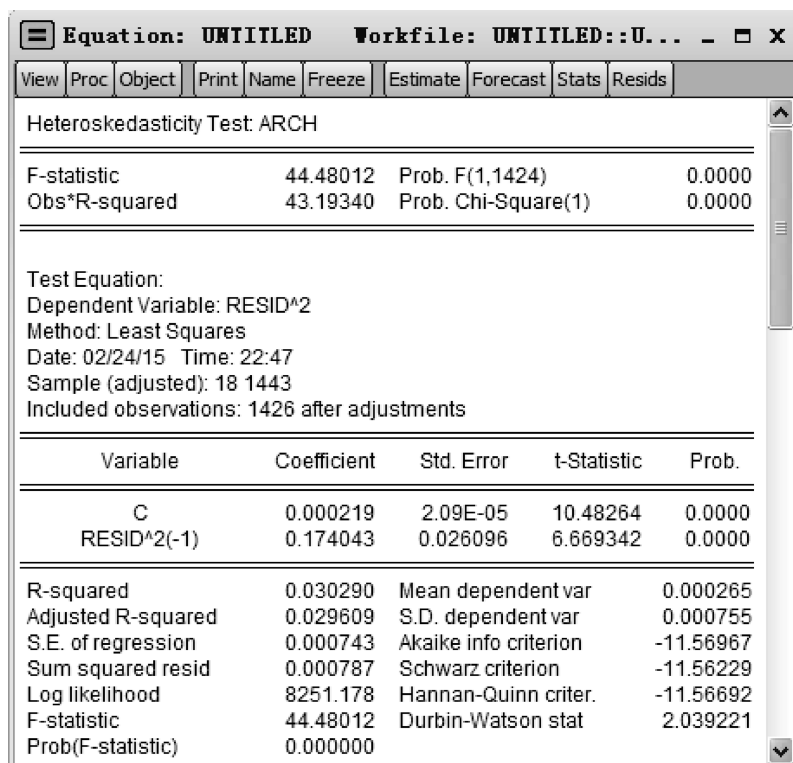 Equation: UNTITLED Workfile: UNTITLED::U...
View Proc Object Print Name Freeze Estimate Forecast Stats Resids
Heteroskedasticity Test: ARCH
F-statistic 44.48012 Prob. F(1,1424) 0.0000
Obs*R-squared 43.19340 Prob. Chi-Square(1) 0.0000
Test Equation:
Dependent Variable: RESID^2
Method: Least Squares
Date: 02/24/15 Time: 22:47
Sample (adjusted): 18 1443
Included observations: 1426 after adjustments
Variable Coefficient Std. Error t-Statistic Prob.
C 0.000219 2.09E-05 10.48264 0.0000
RESID^2(-1) 0.174043 0.026096 6.669342 0.0000
R-squared 0.030290 Mean dependent var 0.000265
Adjusted R-squared 0.029609 S.D. dependent var 0.000755
S.E. of regression 0.000743 Akaike info criterion -11.56967
Sum squared resid 0.000787 Schwarz criterion -11.56229
Log likelihood 8251.178 Hannan-Quinn criter. -11.56692
F-statistic 44.48012 Durbin-Watson stat 2.039221
Prob(F-statistic) 0.000000